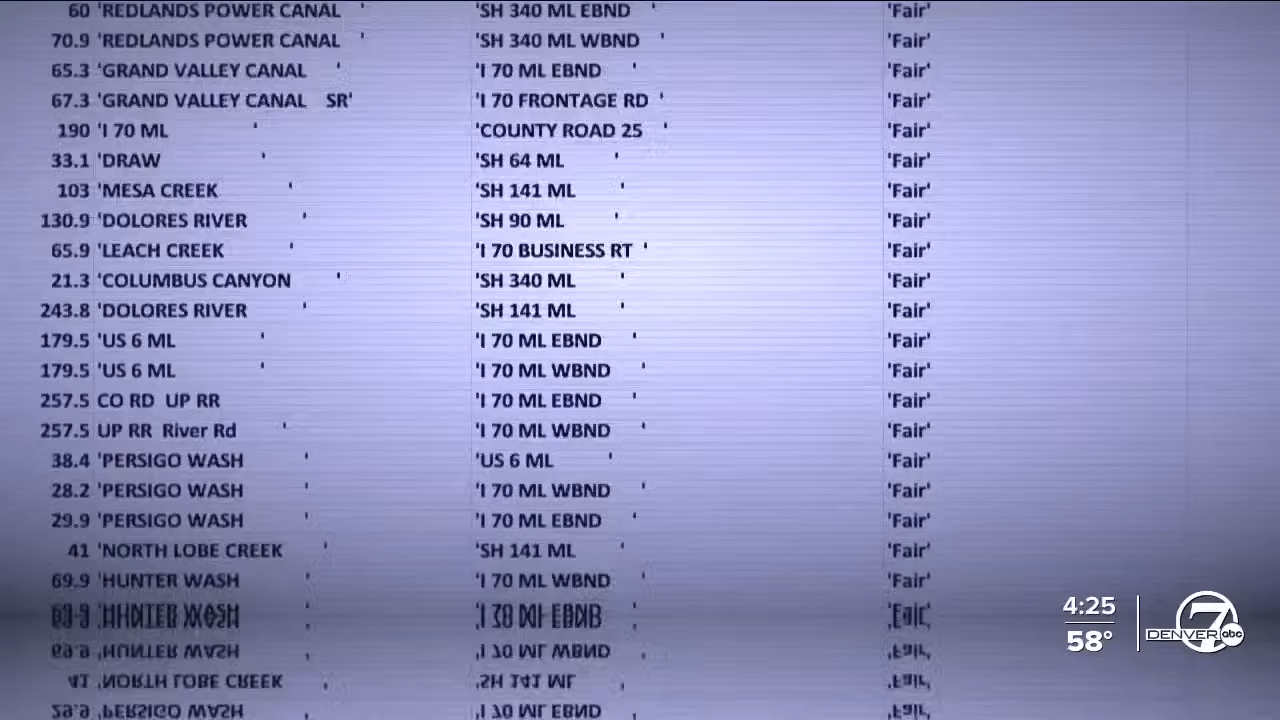 60 'REDLANDS POWER CANAL ' 'SH 340 ML EBND ' 'Fair'
70.9 'REDLANDS POWER CANAL ' 'SH 340 ML WBND ' 'Fair'
65.3 'GRAND VALLEY CANAL ' 'I 70 ML EBND ' 'Fair'
67.3 'GRAND VALLEY CANAL SR' 'I 70 FRONTAGE RD ' 'Fair'
190 'I 70 ML ' 'COUNTY ROAD 25 ' 'Fair'
33.1 'DRAW ' 'SH 64 ML ' 'Fair'
103 'MESA CREEK ' 'SH 141 ML ' 'Fair'
130.9 'DOLORES RIVER ' 'SH 90 ML ' 'Fair'
65.9 'LEACH CREEK ' 'I 70 BUSINESS RT ' 'Fair'
21.3 'COLUMBUS CANYON ' 'SH 340 ML ' 'Fair'
243.8 'DOLORES RIVER ' 'SH 141 ML ' 'Fair'
179.5 'US 6 ML ' 'I 70 ML EBND ' 'Fair'
179.5 'US 6 ML ' 'I 70 ML WBND ' 'Fair'
257.5 CO RD UP RR 'I 70 ML EBND ' 'Fair'
257.5 UP RR River Rd ' 'I 70 ML WBND ' 'Fair'
38.4 'PERSIGO WASH ' 'US 6 ML ' 'Fair'
28.2 'PERSIGO WASH ' 'I 70 ML WBND ' 'Fair'
29.9 'PERSIGO WASH ' 'I 70 ML EBND ' 'Fair'
41 'NORTH LOBE CREEK ' 'SH 141 ML ' 'Fair'
69.9 'HUNTER WASH ' 'I 70 ML WBND ' 'Fair'
4:25
58°
DENVER 7 abc